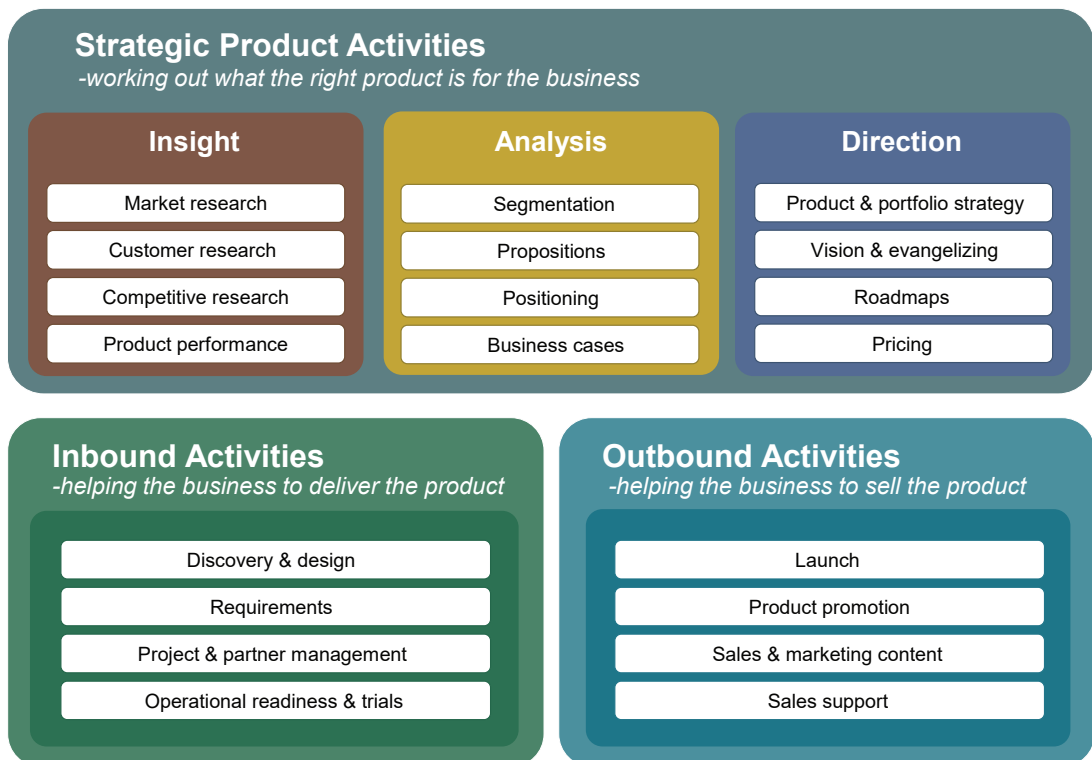 Strategic Product Activities
-working out what the right product is for the business
Insight
Market research
Customer research
Competitive research
Product performance
Analysis
Segmentation
Propositions
Positioning
Business cases
Direction
Product & portfolio strategy
Vision & evangelizing
Roadmaps
Pricing
Inbound Activities
-helping the business to deliver the product
Discovery & design
Requirements
Project & partner management
Operational readiness & trials
Outbound Activities
-helping the business to sell the product
Launch
Product promotion
Sales & marketing content
Sales support